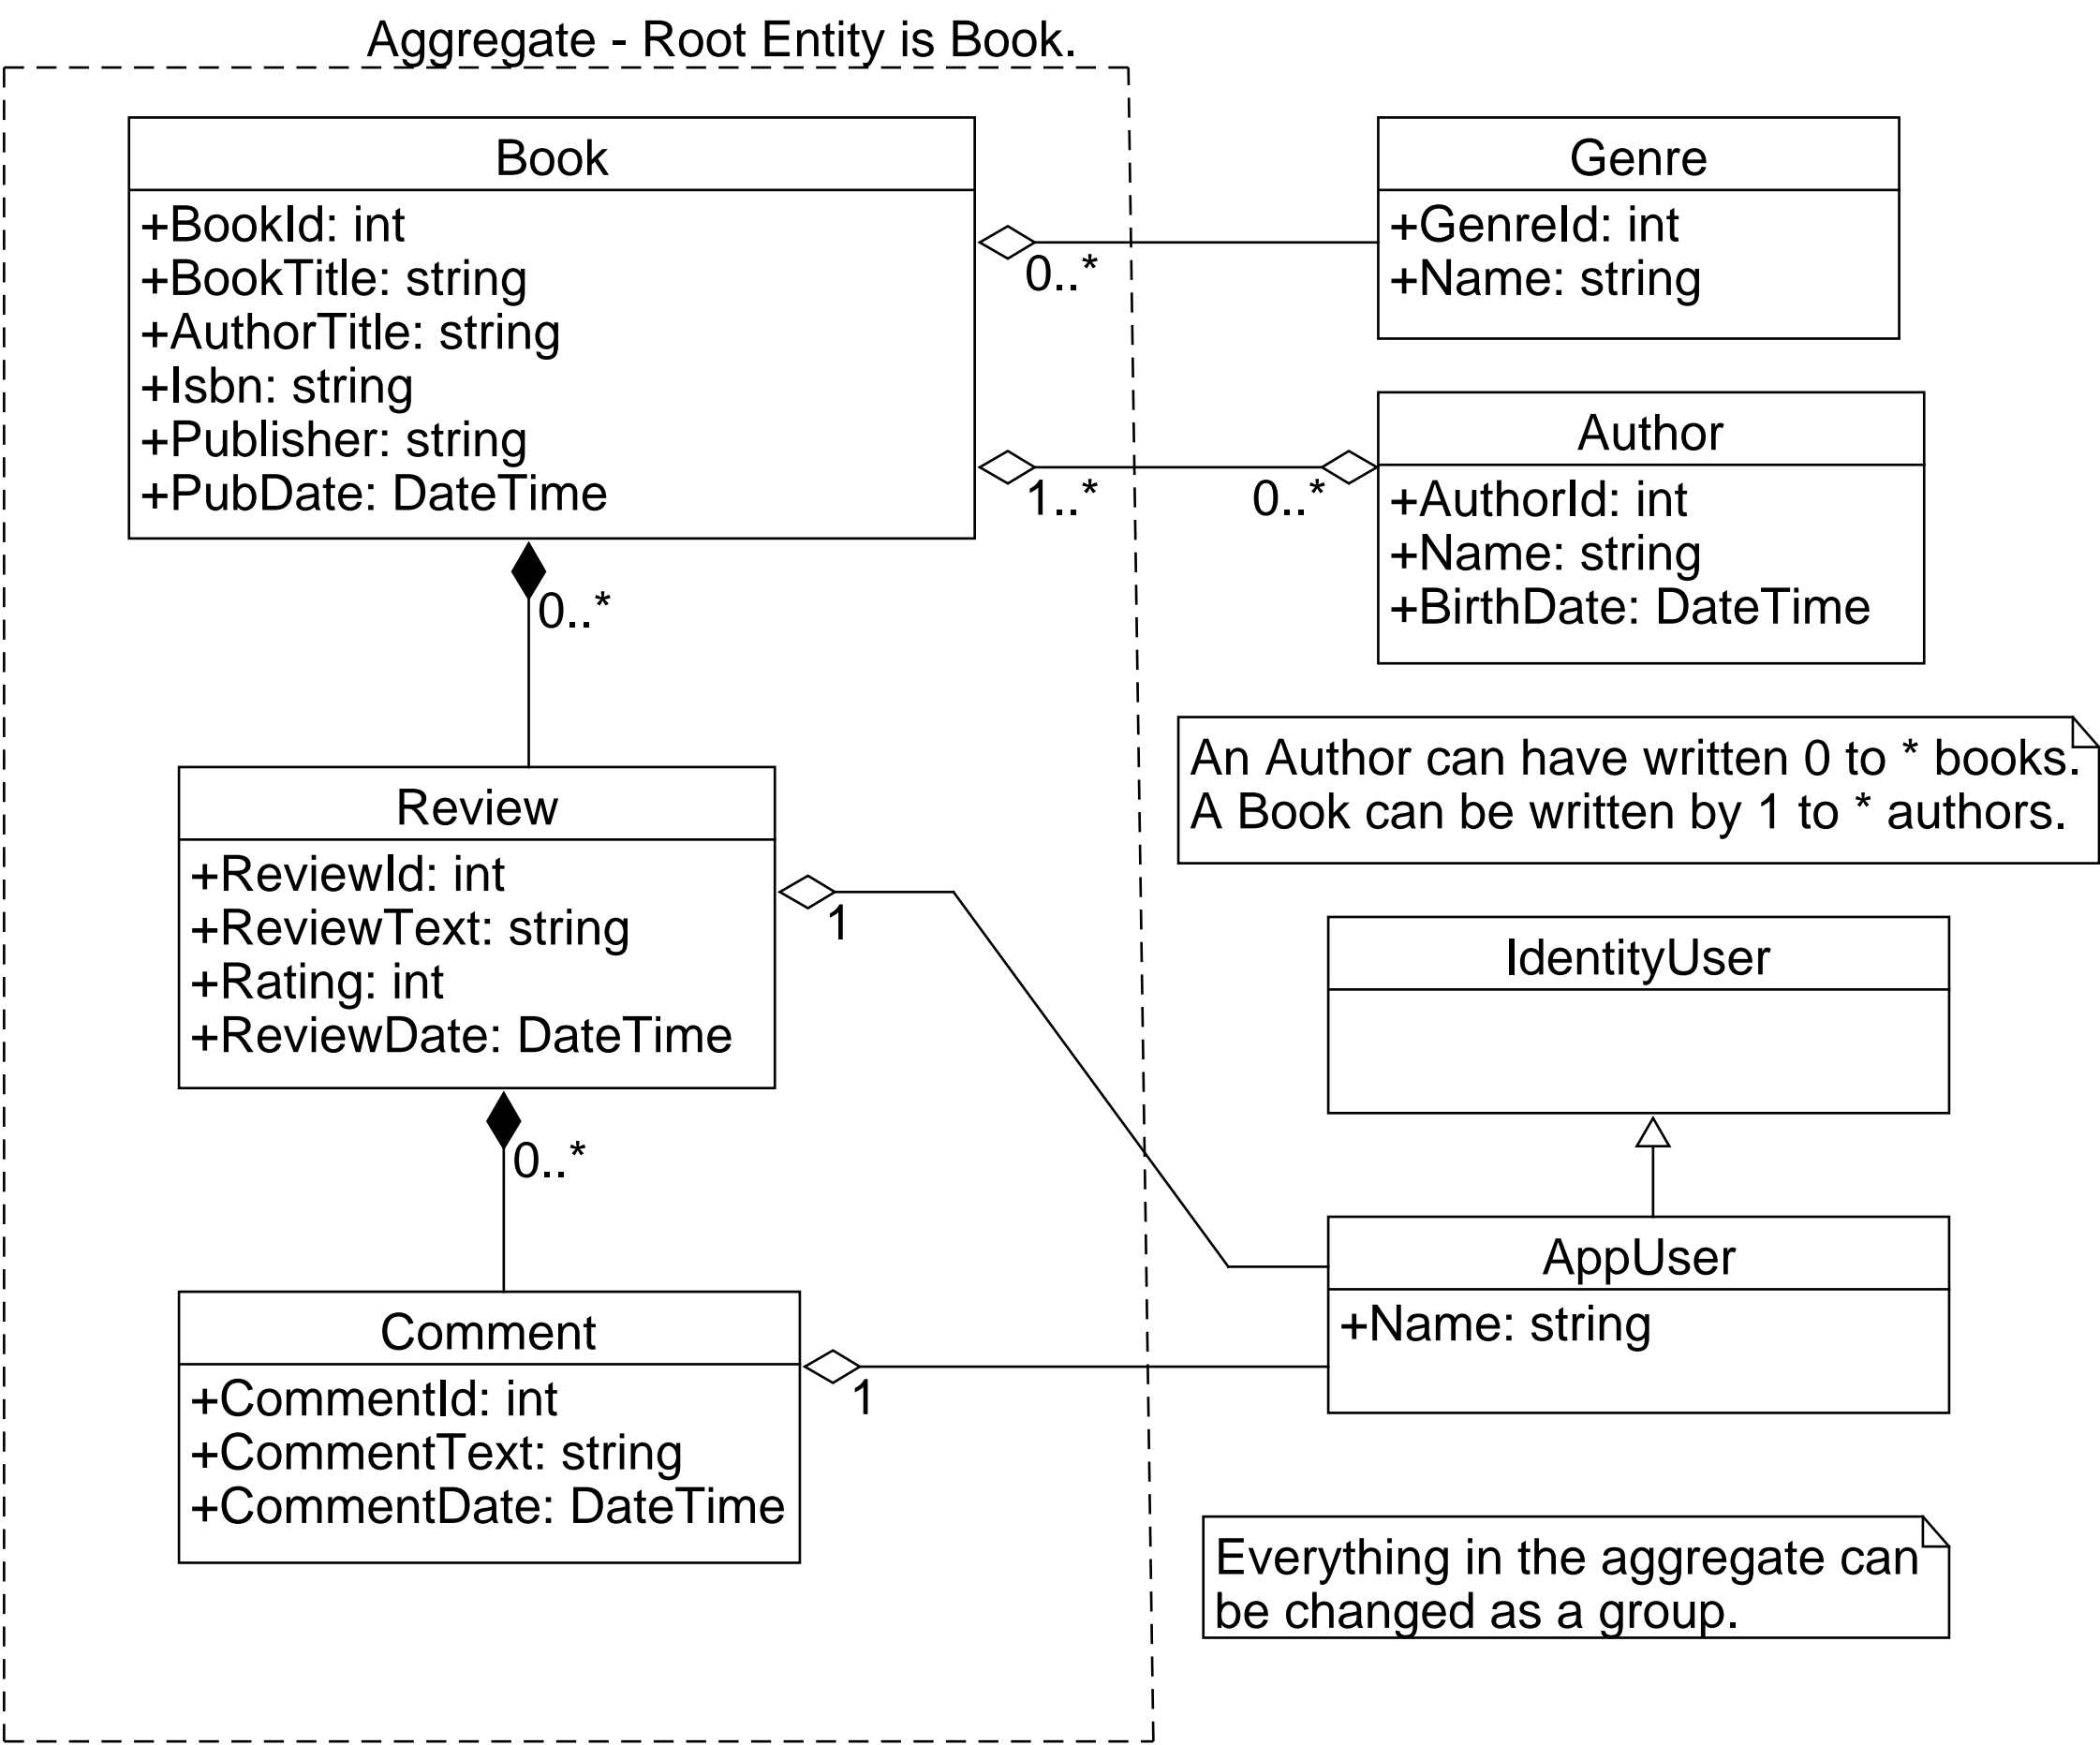 Aggregate - Root Entity is Book.
Book
+BookId: int
+BookTitle: string
+AuthorTitle: string
+Isbn: string
+Publisher: string
+PubDate: DateTime
0..*
Genre
+GenreId: int
+Name: string
1..*
0..*
Author
+AuthorId: int
+Name: string
+BirthDate: DateTime
0..*
An Author can have written 0 to * books.
A Book can be written by 1 to * authors.
Review
+ReviewId: int
+ReviewText: string
+Rating: int
+ReviewDate: DateTime
1
IdentityUser
0..*
AppUser
+Name: string
Comment
+CommentId: int
+CommentText: string
+CommentDate: DateTime
1
Everything in the aggregate can
be changed as a group.